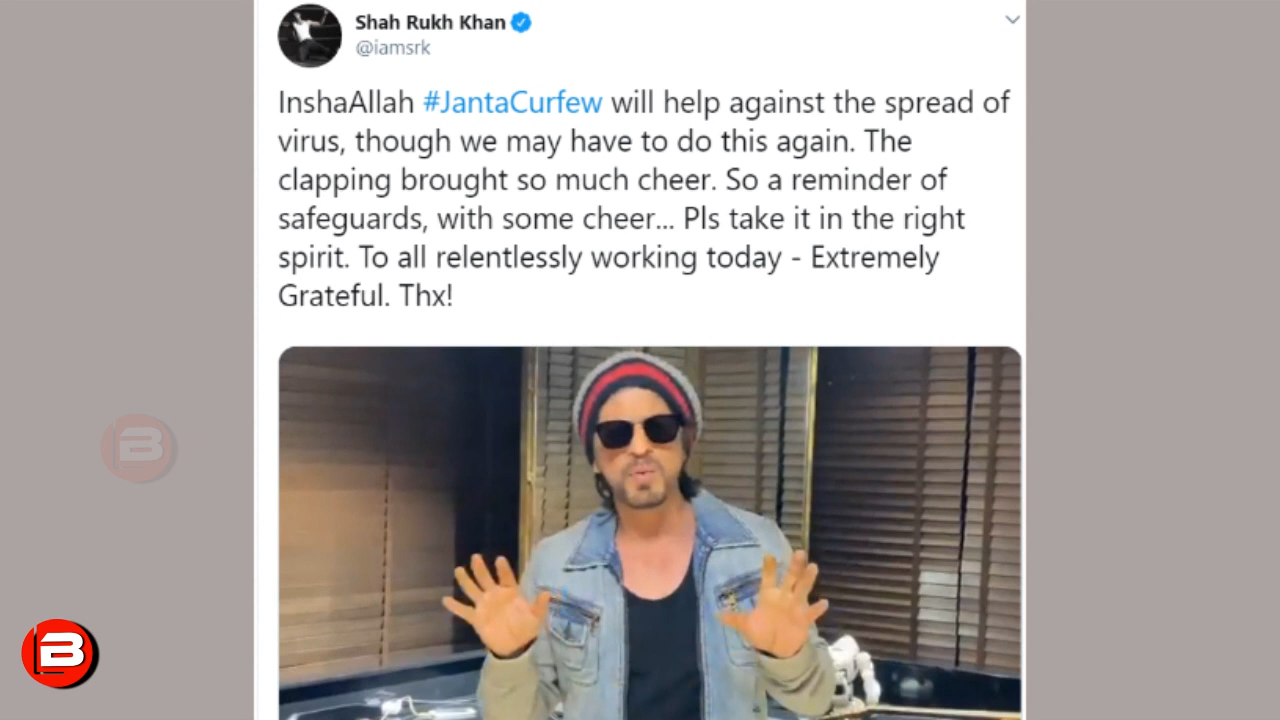 Shah Rukh Khan
@iamsrk
InshaAllah #JantaCurfew will help against the spread of
virus, though we may have to do this again. The
clapping brought so much cheer. So a reminder of
safeguards, with some cheer... Pls take it in the right
spirit. To all relentlessly working today - Extremely
Grateful. Thx!
B
B